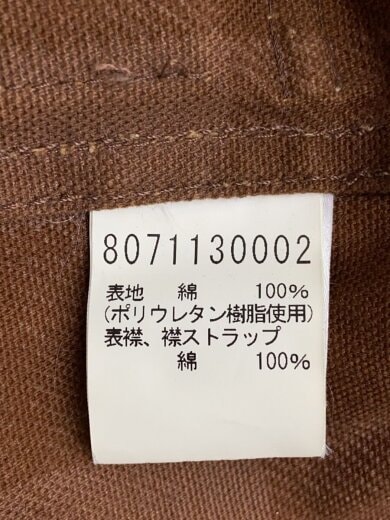 8071130002
表地 綿 100%
(ポリウレタン樹脂使用)
表襟、襟ストラップ
綿 100%